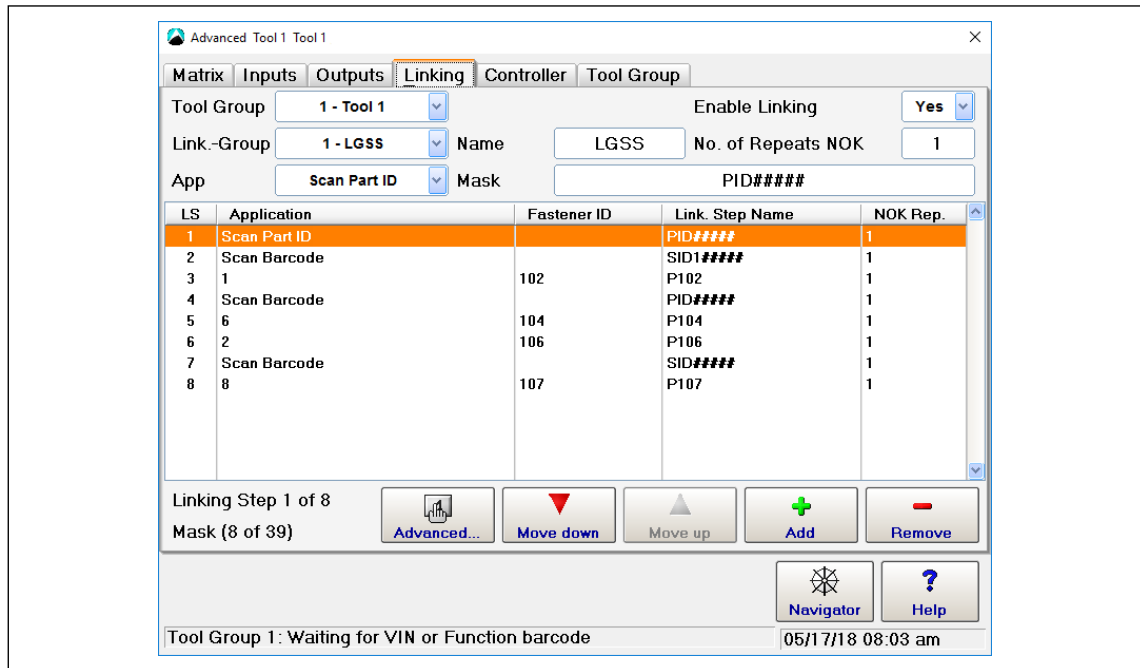 Advanced Tool 1 Tool 1
Matrix Inputs Outputs Linking Controller Tool Group
Tool Group 1 - Tool 1 Enable Linking Yes
Link.-Group 1 - LGSS Name LGSS No. of Repeats NOK 1
App Scan Part ID Mask PID#####
LS Application Fastener ID Link. Step Name NOK Rep.
1 Scan Part ID PID##### 1
2 Scan Barcode SID1##### 1
3 1 102 P102 1
4 Scan Barcode PID##### 1
5 6 104 P104 1
6 2 106 P106 1
7 Scan Barcode SID##### 1
8 8 107 P107 1
Linking Step 1 of 8
Mask (8 of 39)
Advanced... Move down Move up Add Remove
Navigator Help
Tool Group 1: Waiting for VIN or Function barcode 05/17/18 08:03 am